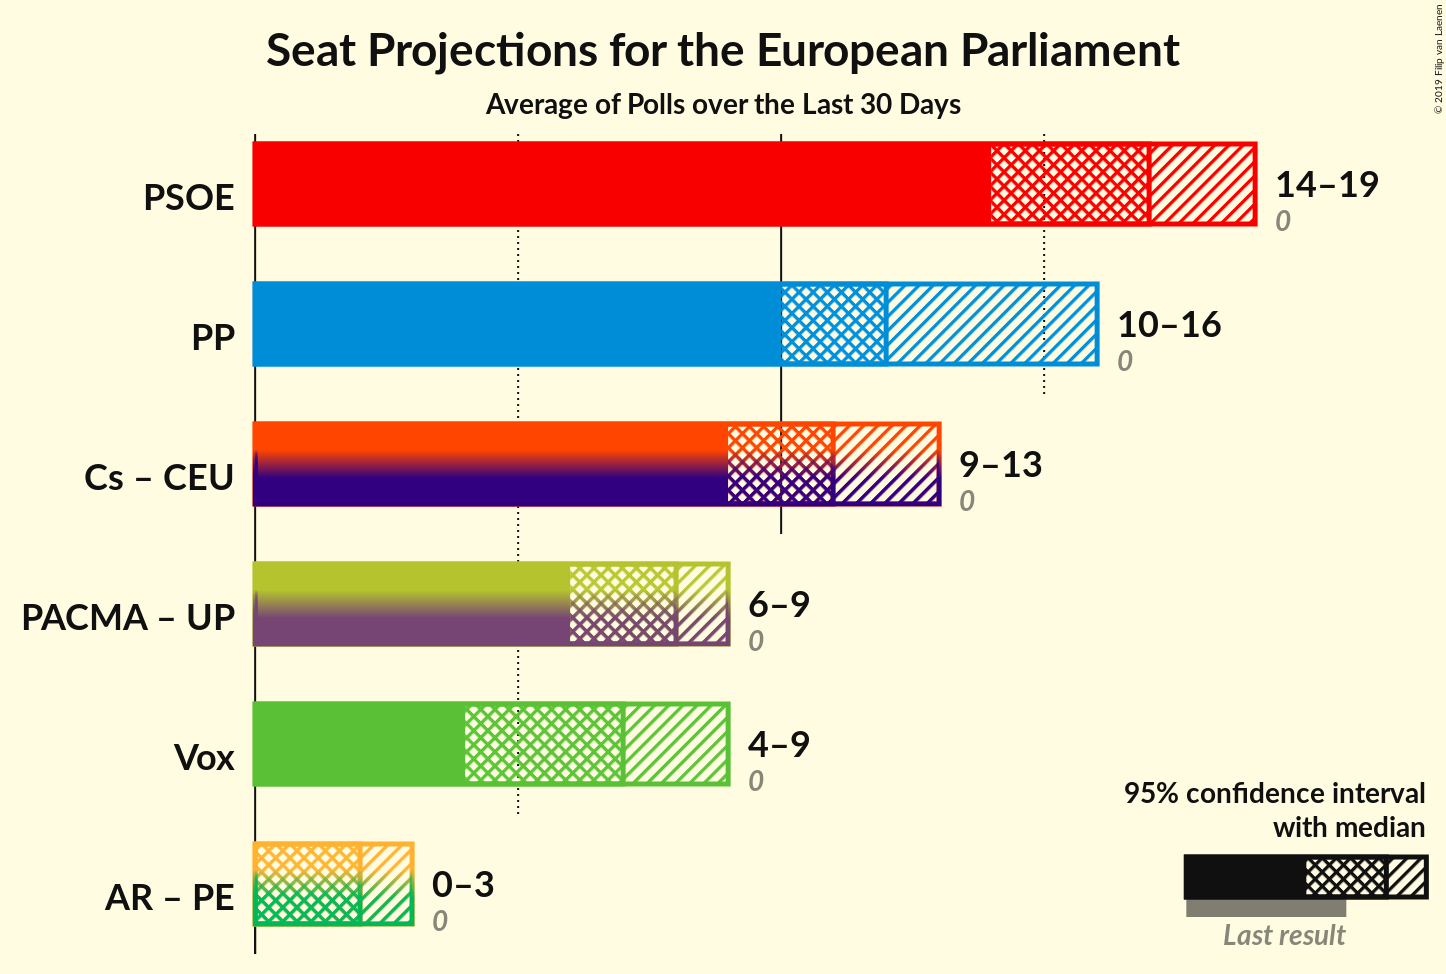 Seat Projections for the European Parliament
Average of Polls over the Last 30 Days
© 2019 Filip van Laenen
PSOE
14–19
0
PP
10–16
0
Cs – CEU
9–13
0
PACMA – UP
6–9
0
Vox
4–9
0
AR – PE
0–3
0
95% confidence interval
with median
Last result